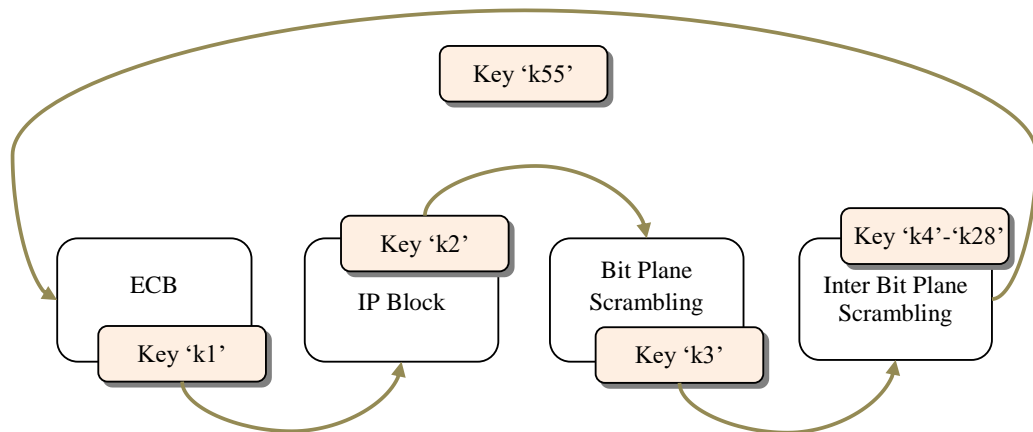 Key ‘k55’
ECB
Key ‘k1’
Key ‘k2’
IP Block
Bit Plane
Scrambling
Key ‘k3’
Key ‘k4’-‘k28’
Inter Bit Plane
Scrambling